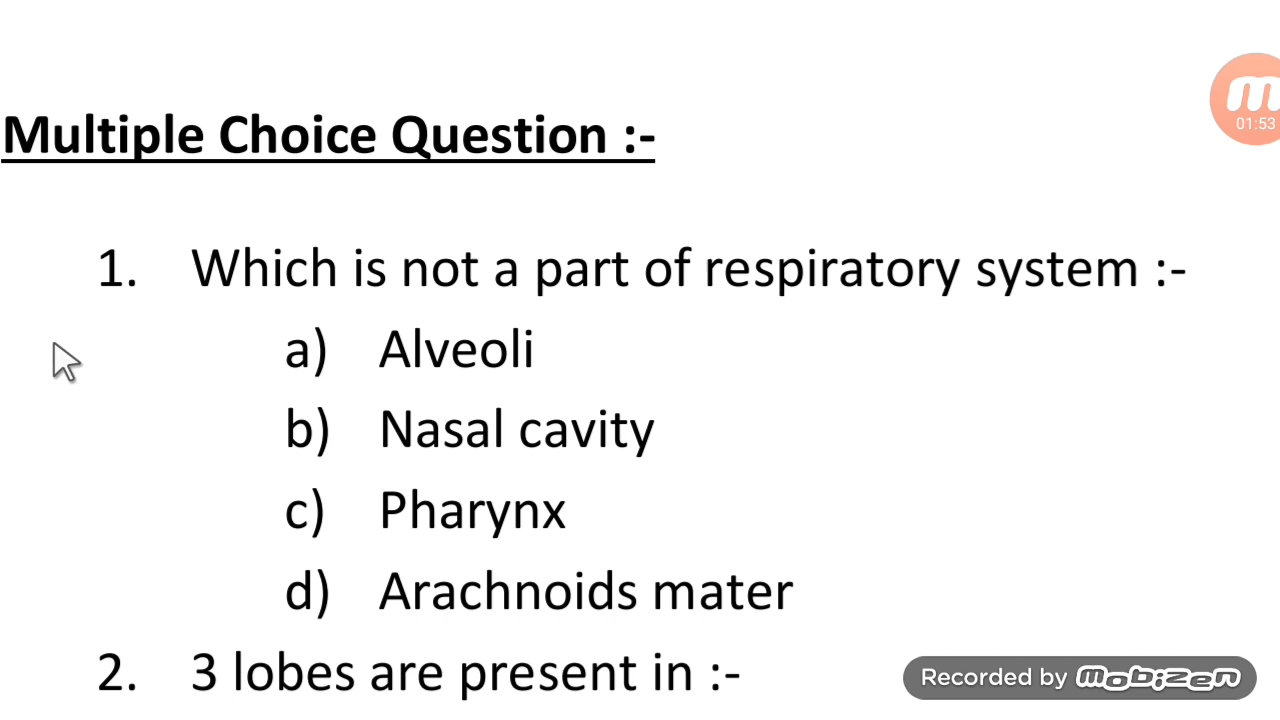 Multiple Choice Question :-
01:53
1. Which is not a part of respiratory system :-
a) Alveoli
b) Nasal cavity
c) Pharynx
d) Arachnoids mater
2. 3 lobes are present in :-
Recorded by mobizen